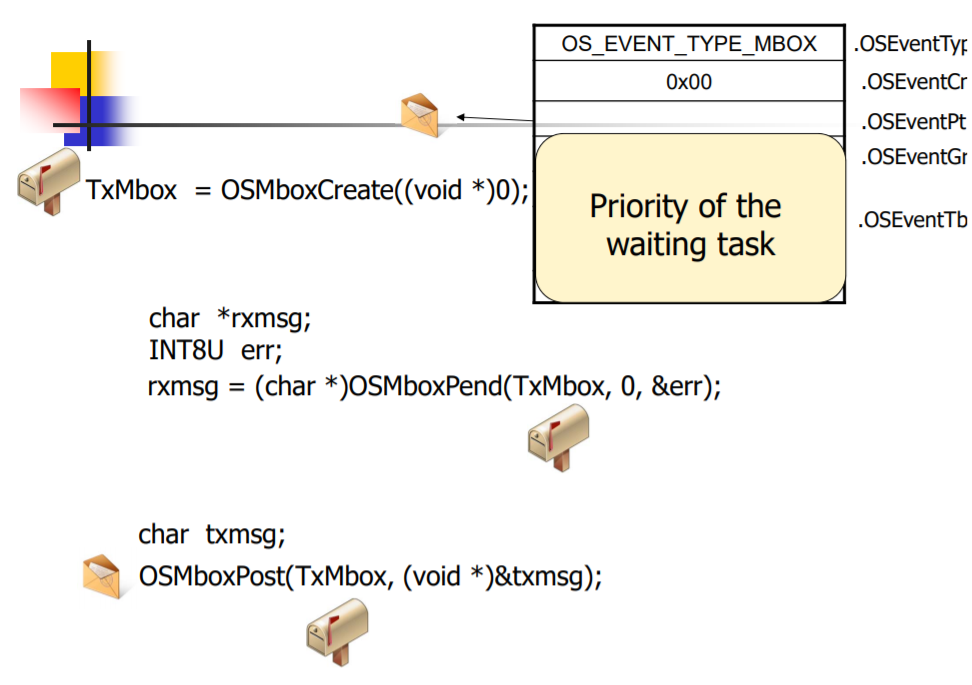 OS_EVENT_TYPE_MBOX .OSEventTyp
0x00 .OSEventCr
.OSEventPt
.OSEventGr
TxMbox = OSMboxCreate((void *)0);
Priority of the
waiting task
.OSEventTb
char *rxmsg;
INT8U err;
rxmsg = (char *)OSMboxPend(TxMbox, 0, &err);
char txmsg;
OSMboxPost(TxMbox, (void *)&txmsg);